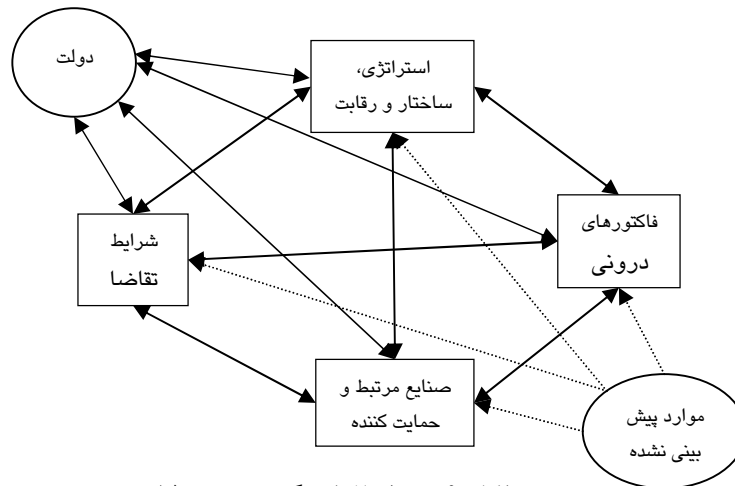 دولت
استراتژی،
ساختار و رقابت
فاکتورهای
درونی
شرایط
تقاضا
صنایع مرتبط و
حمایت کننده
موارد پیش
بینی نشده